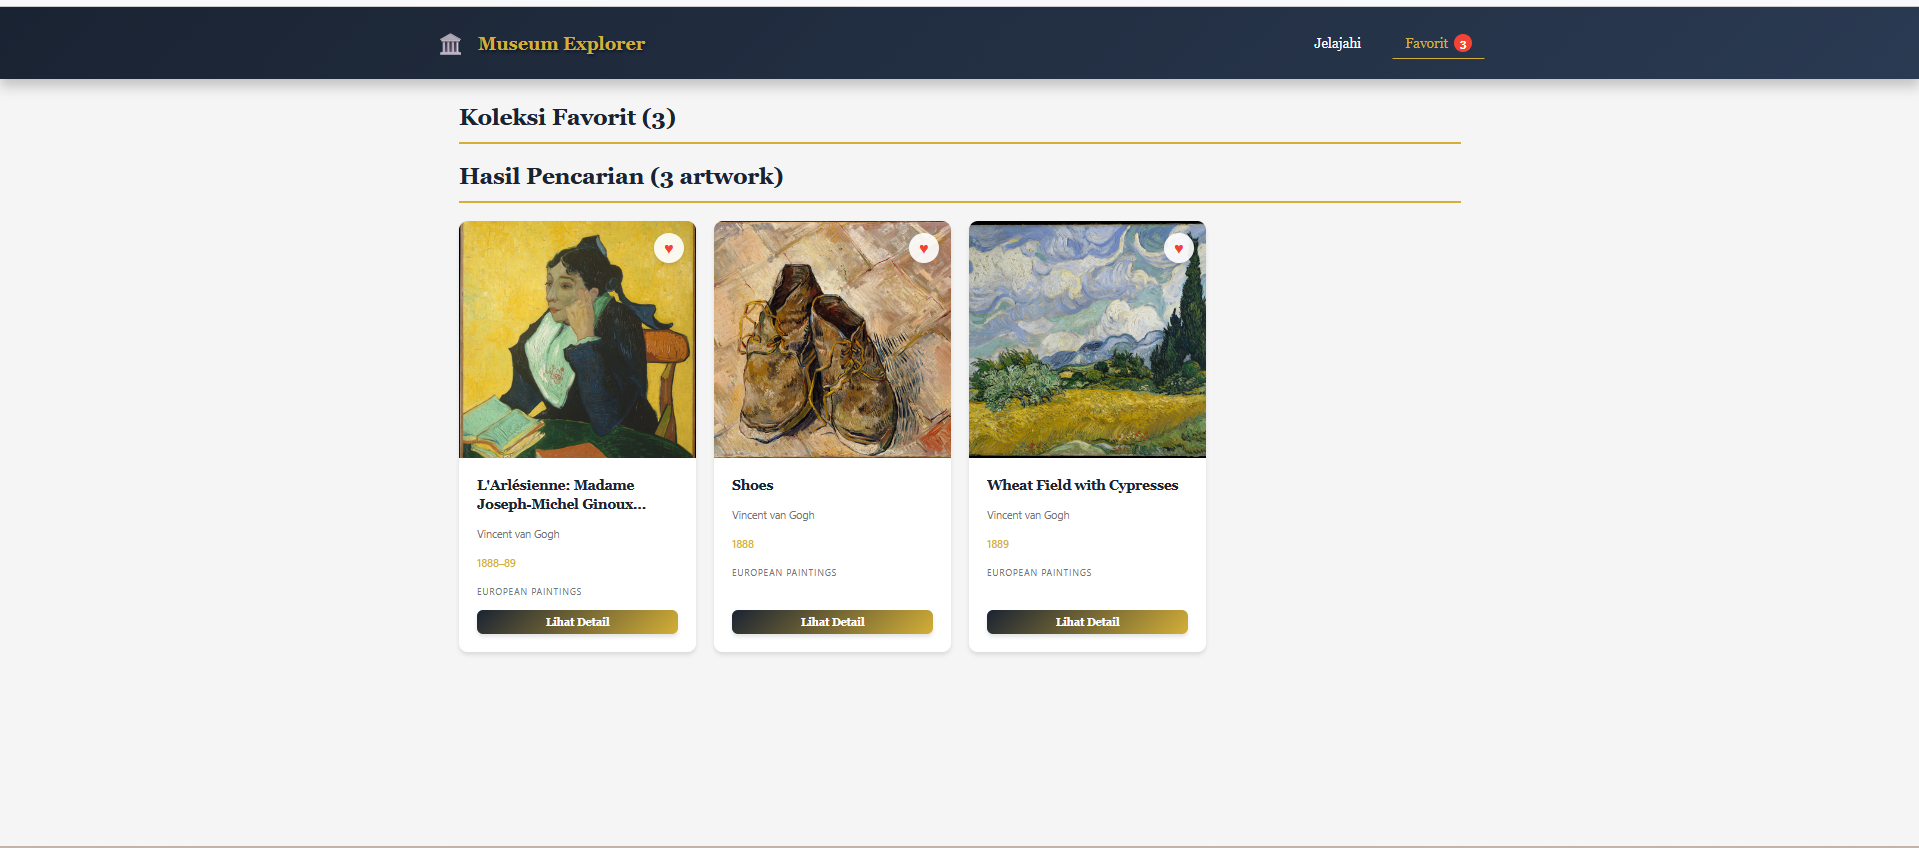 Museum Explorer
Jelajahi
Favorit 3
Koleksi Favorit (3)
Hasil Pencarian (3 artwork)
L'Arlésienne: Madame
Joseph-Michel Ginoux...
Vincent van Gogh
1888–89
EUROPEAN PAINTINGS
Lihat Detail
Shoes
Vincent van Gogh
1888
EUROPEAN PAINTINGS
Lihat Detail
Wheat Field with Cypresses
Vincent van Gogh
1889
EUROPEAN PAINTINGS
Lihat Detail